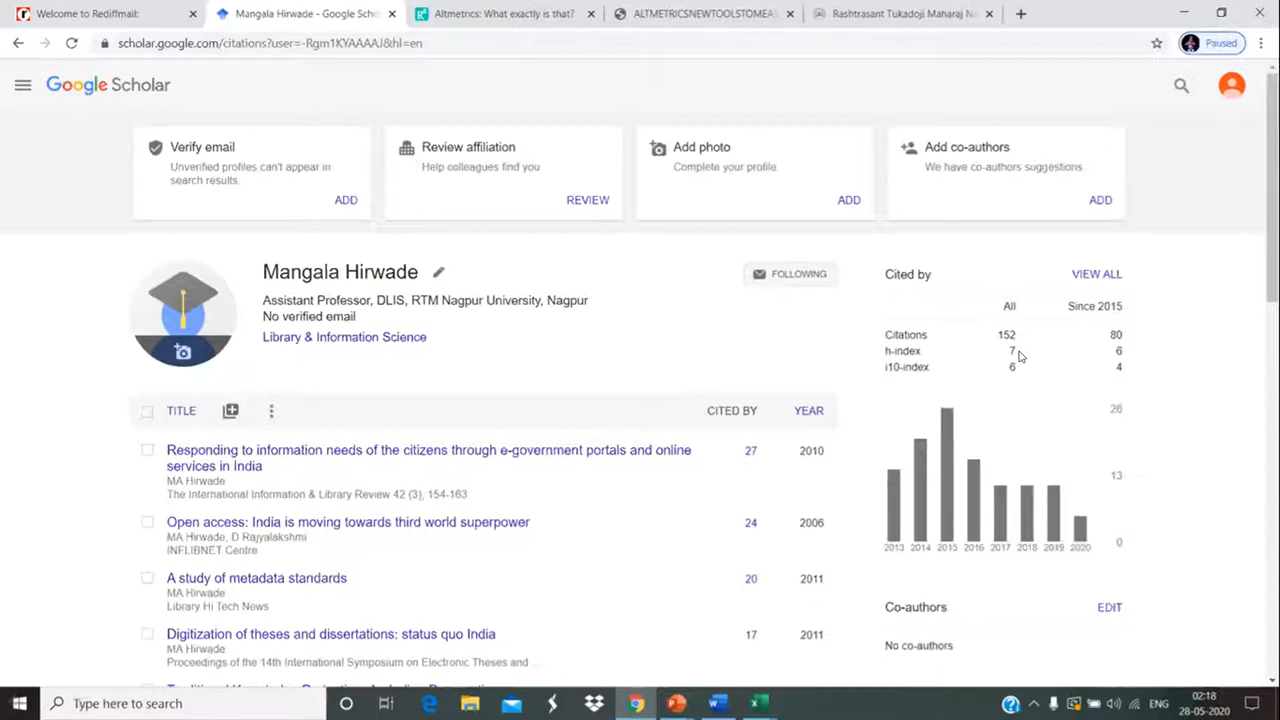 Welcome to Rediffmail:
Mangala Hirwade - Google Scho
Altmetrics: What exactly is that?
ALTMETRICSNEWTOOLSTOMEA
Rashtrasant Tukadoji Maharaj N
scholar.google.com/citations?user=-Rgm1KYAAAAJ&hl=en
Paused
Google Scholar
Verify email
Unverified profiles can't appear in
search results.
ADD
Review affiliation
Help colleagues find you
REVIEW
Add photo
Complete your profile.
ADD
Add co-authors
We have co-authors suggestions
ADD
Mangala Hirwade
FOLLOWING
Assistant Professor, DLIS, RTM Nagpur University, Nagpur
No verified email
Library & Information Science
Cited by VIEW ALL
All Since 2015
Citations 152 80
h-index 7 6
i10-index 6 4
TITLE CITED BY YEAR
Responding to information needs of the citizens through e-government portals and online 27 2010
services in India
MA Hirwade
The International Information & Library Review 42 (3), 154-163
Open access: India is moving towards third world superpower 24 2006
MA Hirwade, D Rajyalakshmi
INFLIBNET Centre
A study of metadata standards 20 2011
MA Hirwade
Library Hi Tech News
Digitization of theses and dissertations: status quo India 17 2011
MA Hirwade
Proceedings of the 14th International Symposium on Electronic Theses and ...
26
13
0
2013 2014 2015 2016 2017 2018 2019 2020
Co-authors EDIT
No co-authors
Type here to search
ENG
02:18
28-05-2020